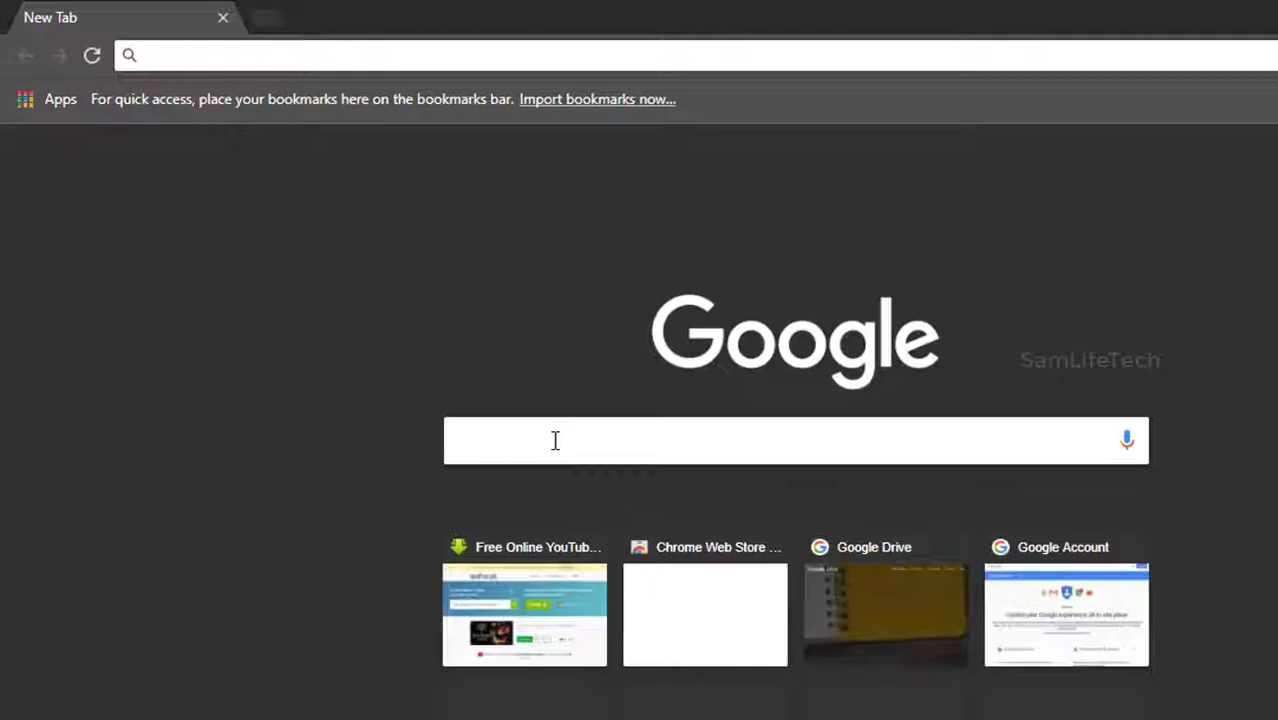 New Tab
Apps For quick access, place your bookmarks here on the bookmarks bar. Import bookmarks now...
Google
SamLifeTech
Free Online YouTub... Chrome Web Store ... Google Drive Google Account